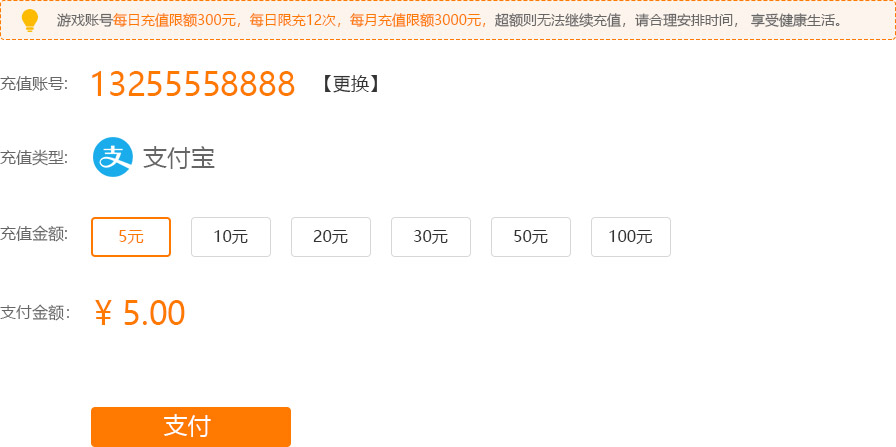 游戏账号每日充值限额300元，每日限充12次，每月充值限额3000元，超额则无法继续充值，请合理安排时间， 享受健康生活。
充值账号: 13255558888 【更换】
充值类型: 支 支付宝
充值金额: 5元 10元 20元 30元 50元 100元
支付金额: ¥ 5.00
支付